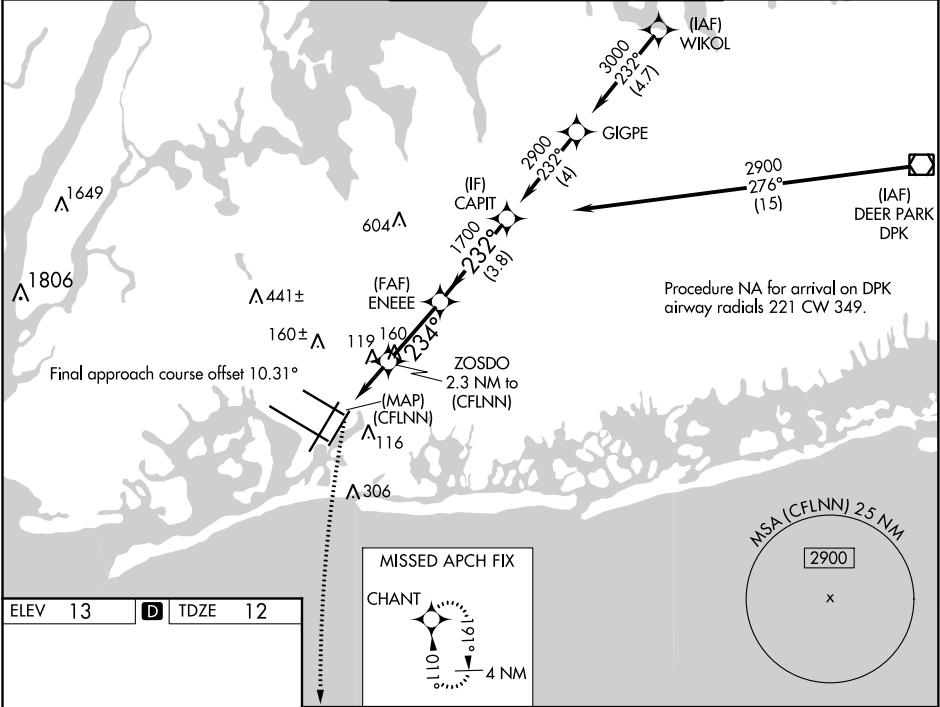 (IAF)
WIKOL
3000
232°
(4.7)
GIGPE
2900
232°
(4)
2900
276°
(15)
(IAF)
DEER PARK
DPK
(IF)
CAPIT
1649
604
1700
232°
(3.8)
1806
441±
(FAF)
ENEEE
Procedure NA for arrival on DPK
airway radials 221 CW 349.
160±
119
160
234°
ZOSDO
2.3 NM to
(CFLNN)
Final approach course offset 10.31°
(MAP)
(CFLNN)
116
306
MSA (CFLNN) 25 NM
2900
x
MISSED APCH FIX
CHANT
191°
011°
4 NM
ELEV 13 D TDZE 12